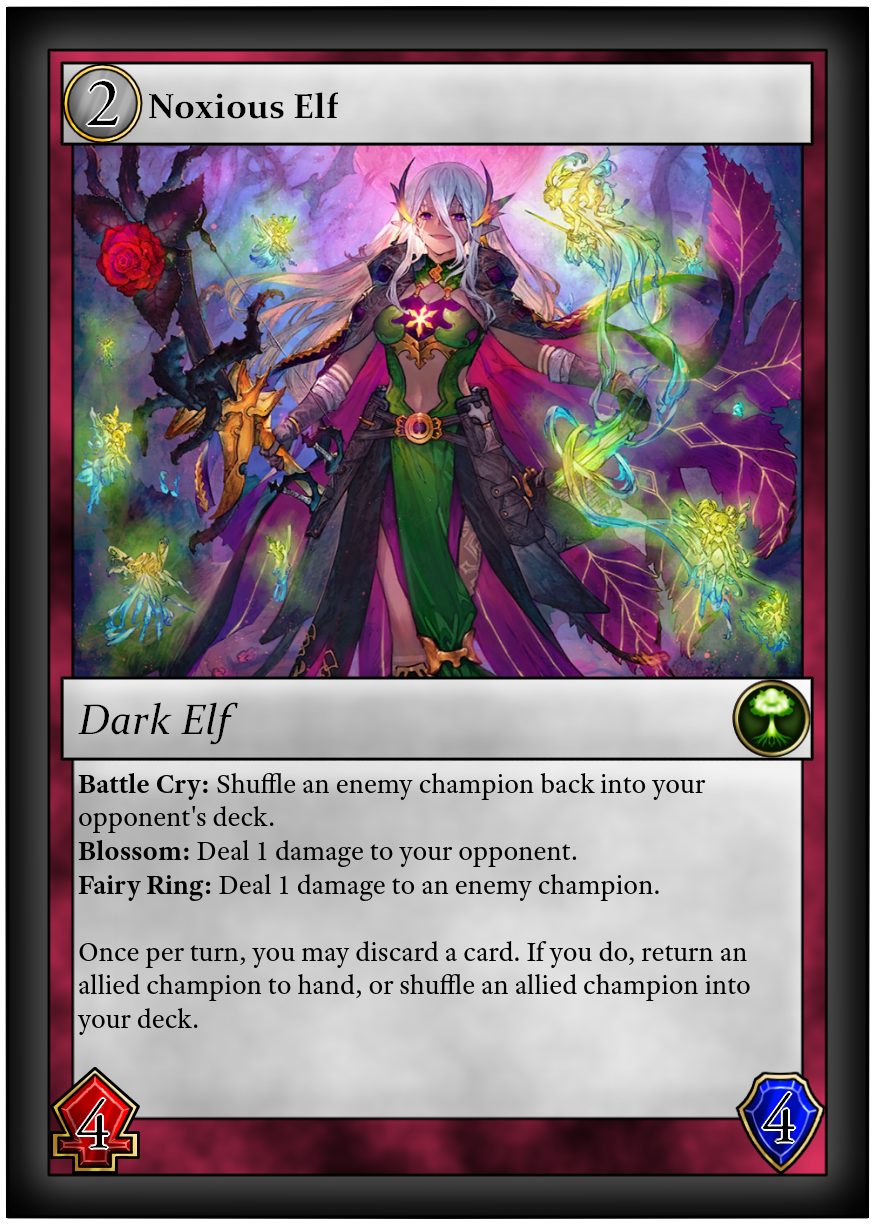 2 Noxious Elf
Dark Elf
Battle Cry: Shuffle an enemy champion back into your
opponent's deck.
Blossom: Deal 1 damage to your opponent.
Fairy Ring: Deal 1 damage to an enemy champion.
Once per turn, you may discard a card. If you do, return an
allied champion to hand, or shuffle an allied champion into
your deck.
4 4